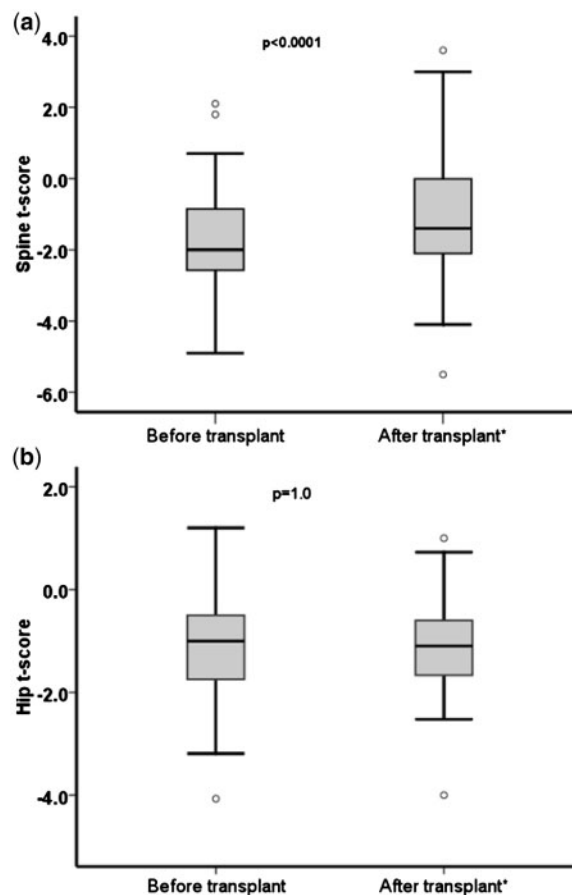 (a)
4.0
p<0.0001
2.0
0.0
Spine t-score
-2.0
-4.0
-6.0
Before transplant After transplant*
(b)
2.0
p=1.0
0.0
Hip t-score
-2.0
-4.0
Before transplant After transplant*